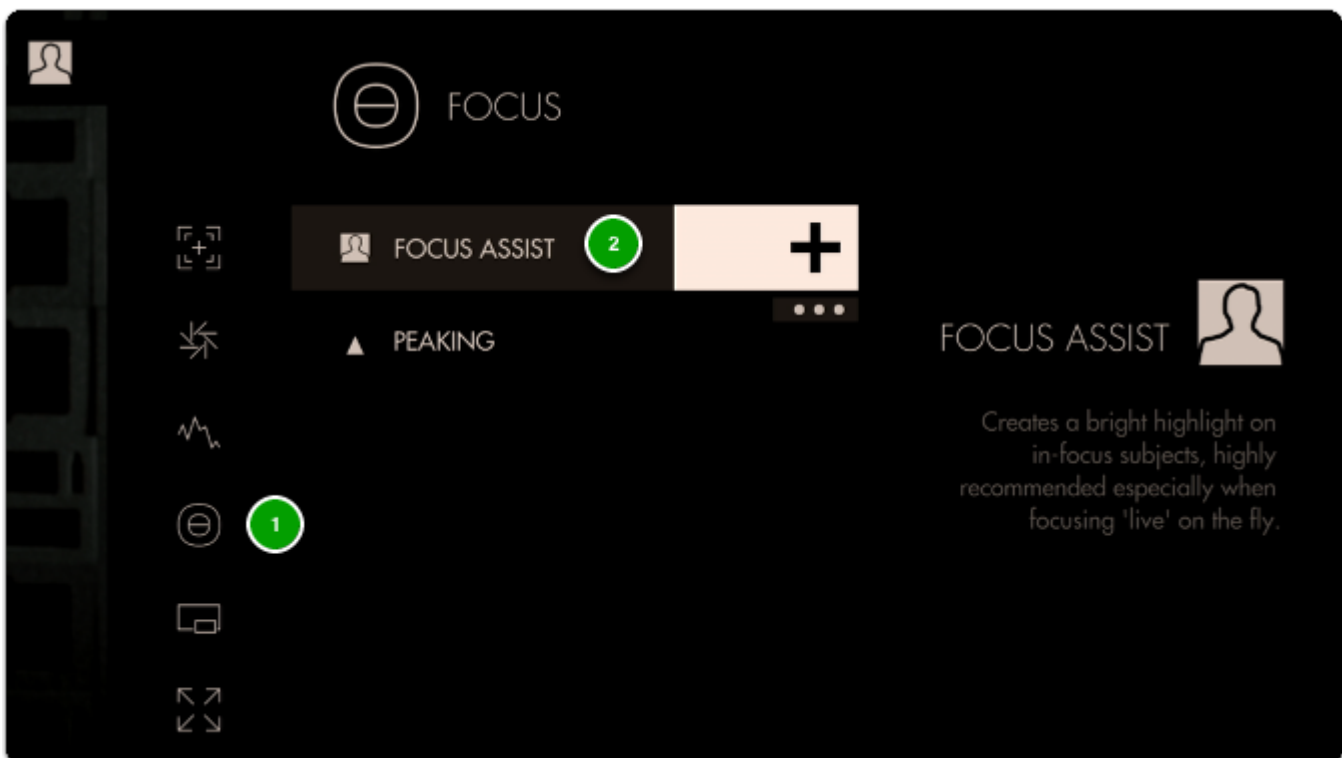 FOCUS
FOCUS ASSIST
2
PEAKING
FOCUS ASSIST
Creates a bright highlight on
in-focus subjects, highly
recommended especially when
focusing 'live' on the fly.
1